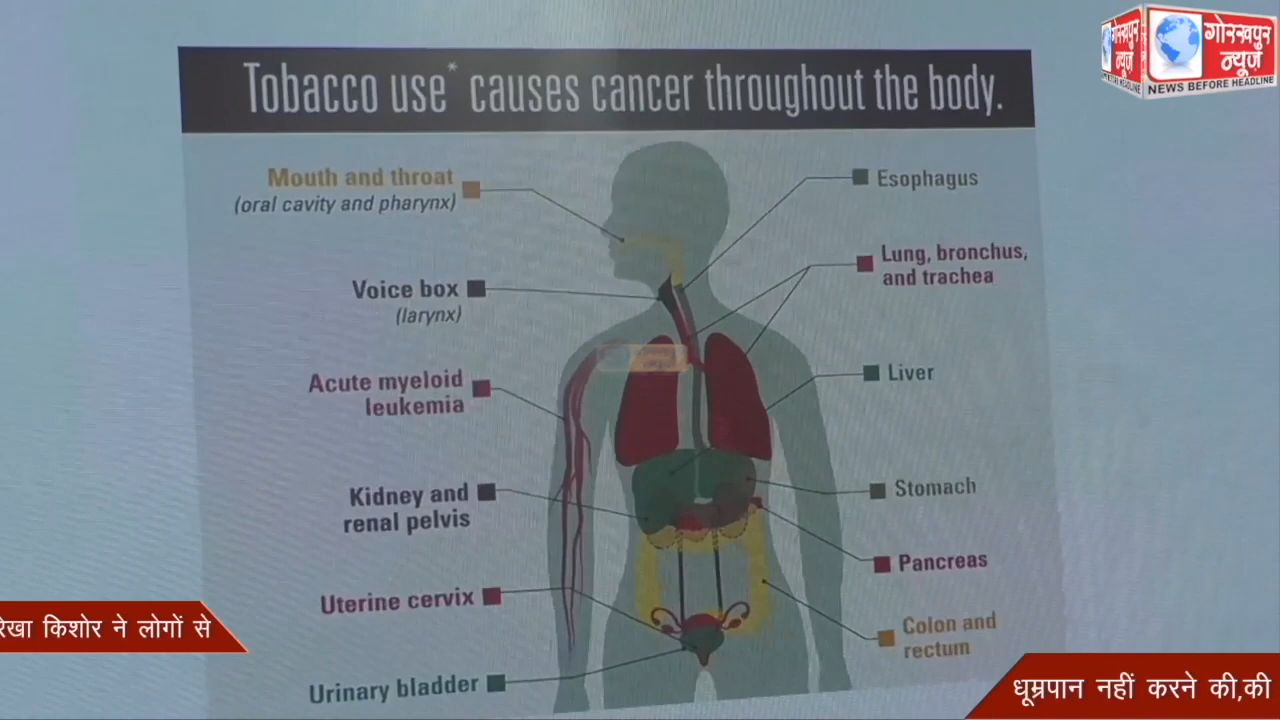 गोरखपुर
न्यूज़
NEWS BEFORE HEADLINE
Tobacco use* causes cancer throughout the body.
Mouth and throat
(oral cavity and pharynx)
Voice box
(larynx)
Acute myeloid
leukemia
Kidney and
renal pelvis
Uterine cervix
Urinary bladder
Esophagus
Lung, bronchus,
and trachea
Liver
Stomach
Pancreas
Colon and
rectum
रेखा किशोर ने लोगों से
धूम्रपान नहीं करने की,की